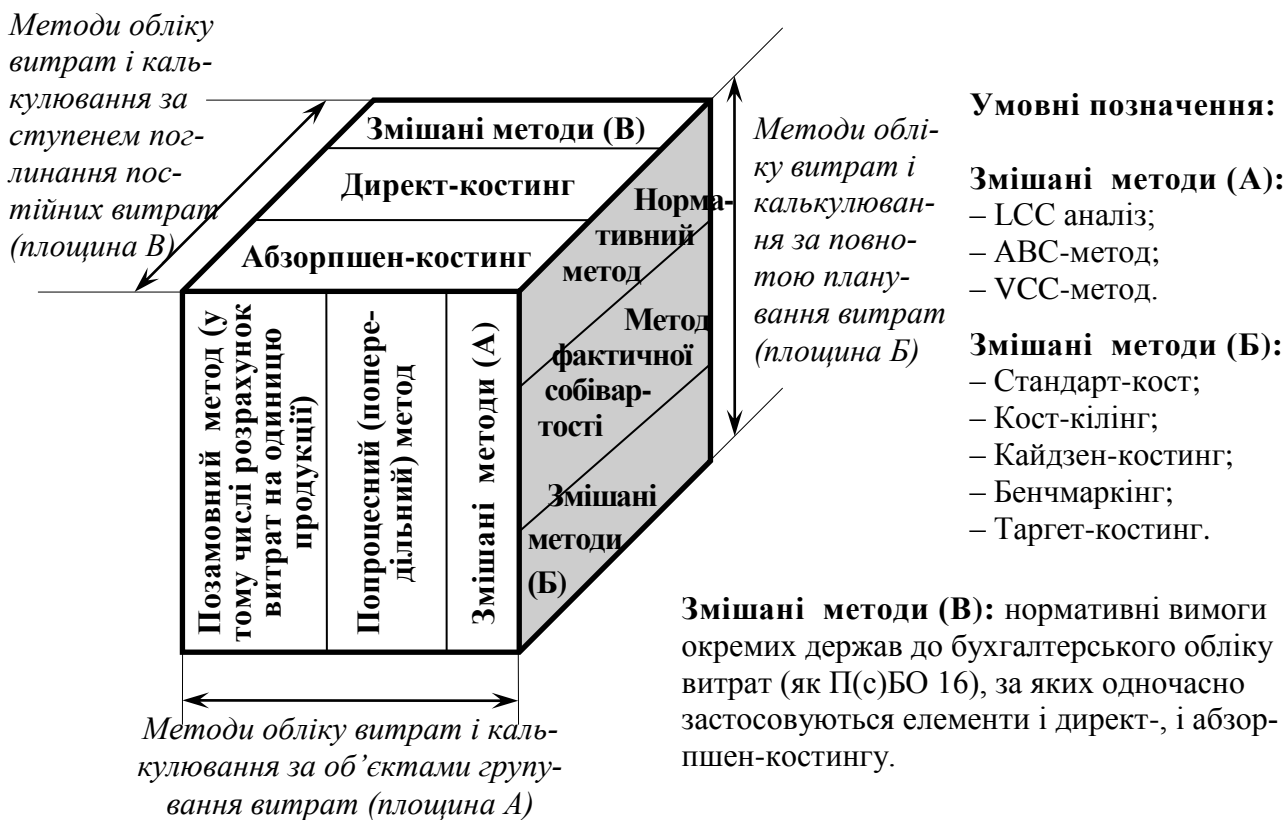 Методи обліку
витрат і каль-
кулювання за
ступенем пог-
линання пос-
тійних витрат
(площина В)
Змішані методи (В)
Директ-костинг
Абзорпшен-костинг
Позамовний метод (у
тому числі розрахунок
витрат на одиницю
продукції)
Попроцесний (попере-
дільний) метод
Змішані методи (А)
Норма-
тивний
метод
Метод
фактичної
собівар-
тості
Змішані
методи
(Б)
Методи облі-
ку витрат і
калькулюван-
ня за повно-
тою плану-
вання витрат
(площина Б)
Методи обліку витрат і каль-
кулювання за об’єктами групу-
вання витрат (площина А)
Умовні позначення:
Змішані методи (А):
– LCC аналіз;
– АВС-метод;
– VCC-метод.
Змішані методи (Б):
– Стандарт-кост;
– Кост-кілінг;
– Кайдзен-костинг;
– Бенчмаркінг;
– Таргет-костинг.
Змішані методи (В): нормативні вимоги
окремих держав до бухгалтерського обліку
витрат (як П(с)БО 16), за яких одночасно
застосовуються елементи і директ-, і абзор-
пшен-костингу.